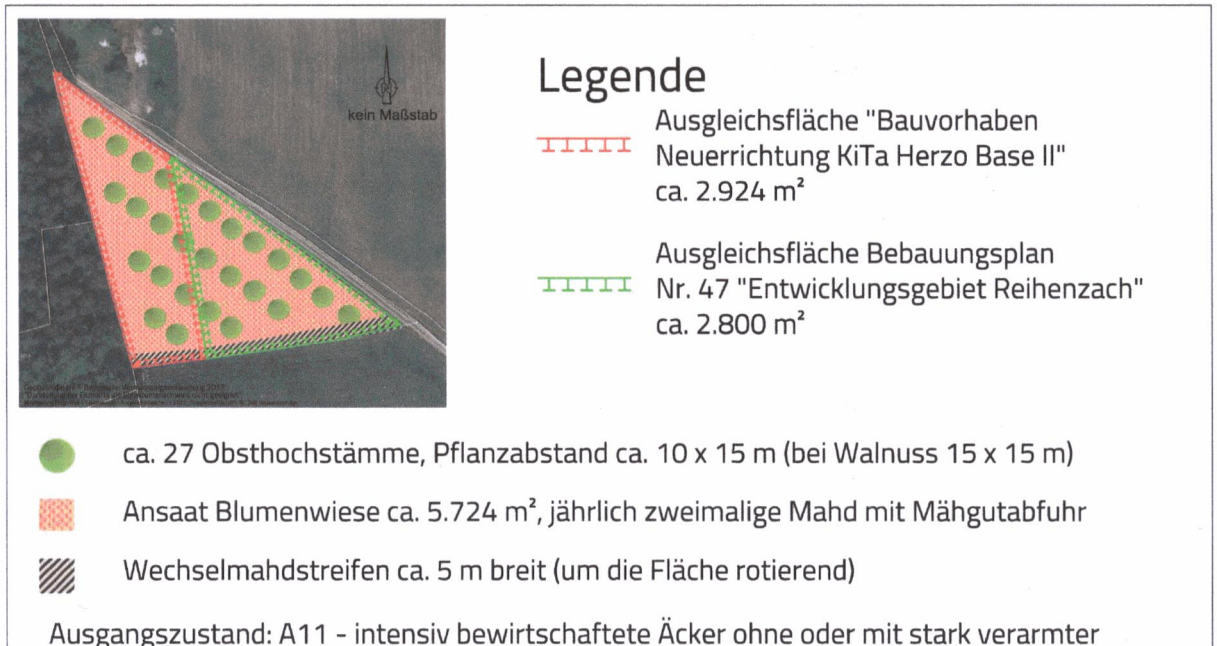 kein Maßstab
Legende
Ausgleichsfläche "Bauvorhaben
Neuerrichtung KiTa Herzo Base II"
ca. 2.924 m²
Ausgleichsfläche Bebauungsplan
Nr. 47 "Entwicklungsgebiet Reihenzach"
ca. 2.800 m²
ca. 27 Obsthochstämme, Pflanzabstand ca. 10 x 15 m (bei Walnuss 15 x 15 m)
Ansaat Blumenwiese ca. 5.724 m², jährlich zweimalige Mahd mit Mähgutabfuhr
Wechselmahdstreifen ca. 5 m breit (um die Fläche rotierend)
Ausgangszustand: A11 - intensiv bewirtschaftete Äcker ohne oder mit stark verarmter